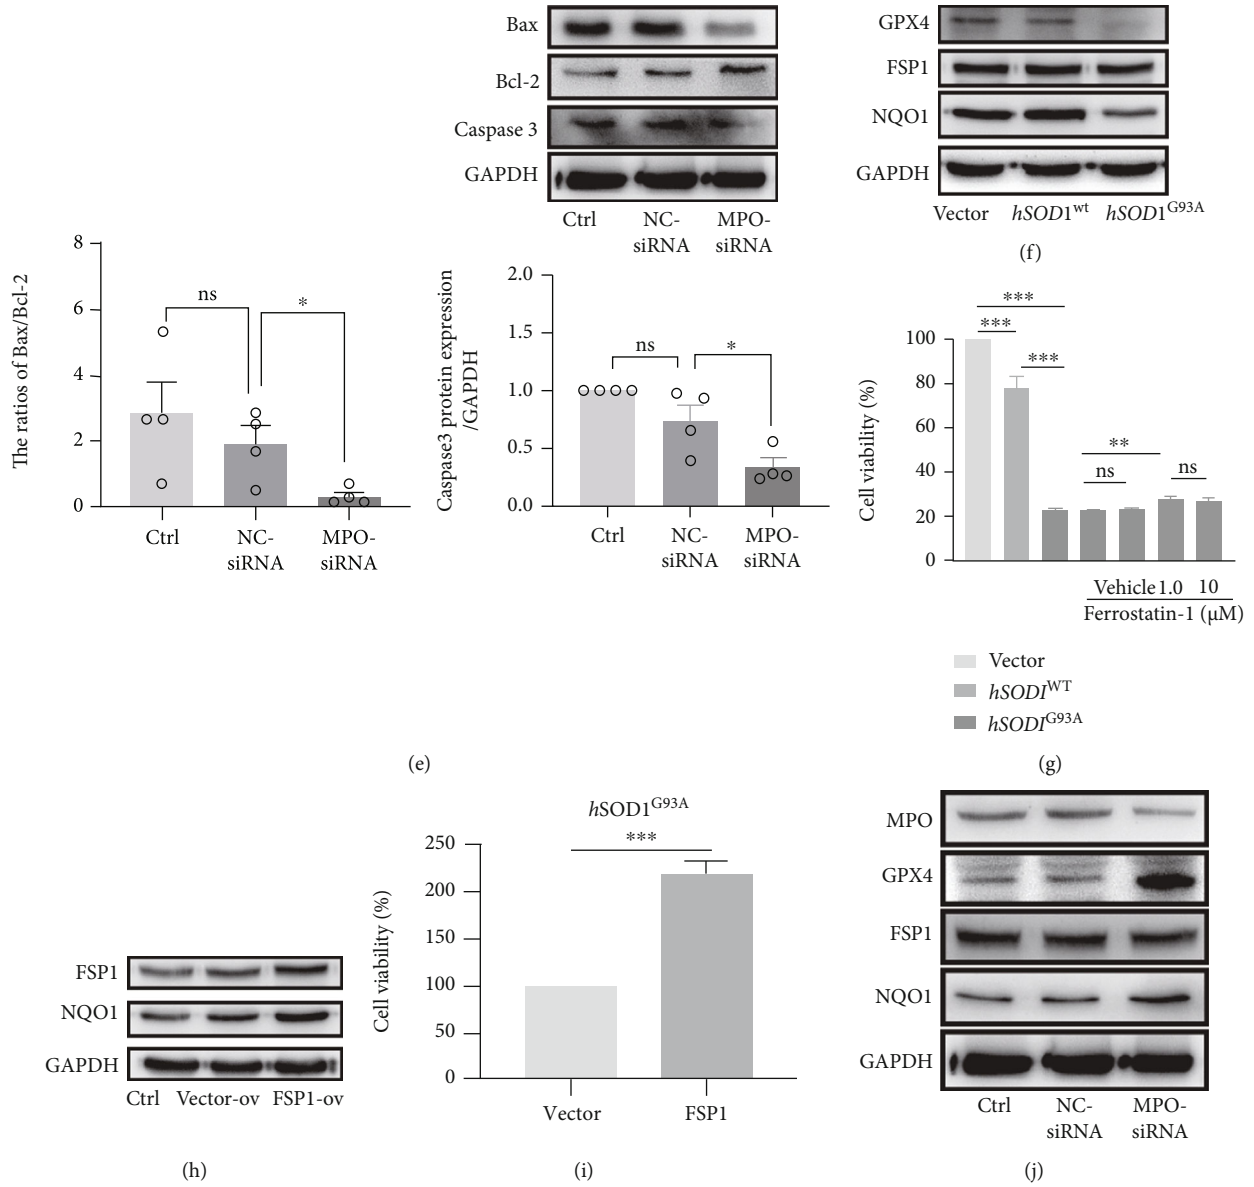 Bax
Bcl-2
Caspase 3
GAPDH
Ctrl
NC-
siRNA
MPO-
siRNA
The ratios of Bax/Bcl-2
8
6
4
2
0
ns
*
Ctrl
NC-
siRNA
MPO-
siRNA
Caspase3 protein expression
/GAPDH
2.0
1.5
1.0
0.5
0.0
ns
*
Ctrl
NC-
siRNA
MPO-
siRNA
(e)
GPX4
FSP1
NQO1
GAPDH
Vector hSOD1wt hSOD1G93A
(f)
Cell viability (%)
100
80
60
40
20
0
***
***
***
**
ns
ns
Vehicle 1.0 10
Ferrostatin-1 (μM)
Vector
hSODIWT
hSODIG93A
(g)
FSP1
NQO1
GAPDH
Ctrl Vector-ov FSP1-ov
(h)
hSOD1G93A
***
Cell viability (%)
250
200
150
100
50
0
Vector
FSP1
(i)
MPO
GPX4
FSP1
NQO1
GAPDH
Ctrl
NC-
siRNA
MPO-
siRNA
(j)